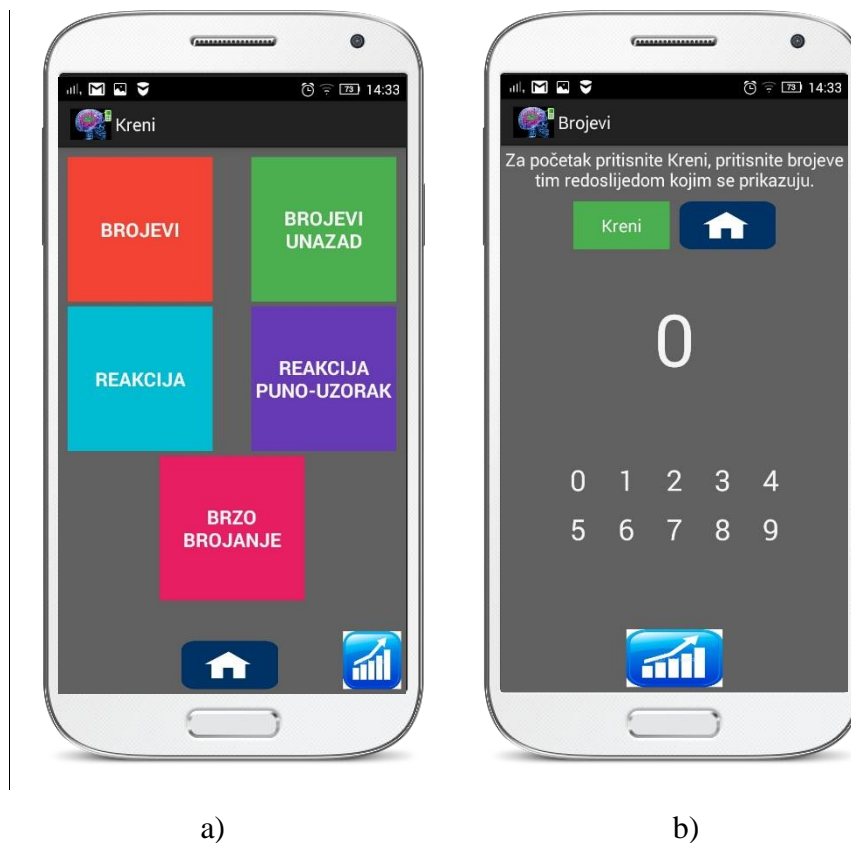 73 14:33
Kreni
BROJEVI
BROJEVI
UNAZAD
REAKCIJA
REAKCIJA
PUNO-UZORAK
BRZO
BROJANJE
73 14:33
Brojevi
Za početak pritisnite Kreni, pritisnite brojeve
tim redoslijedom kojim se prikazuju.
Kreni
0
0 1 2 3 4
5 6 7 8 9
a)
b)